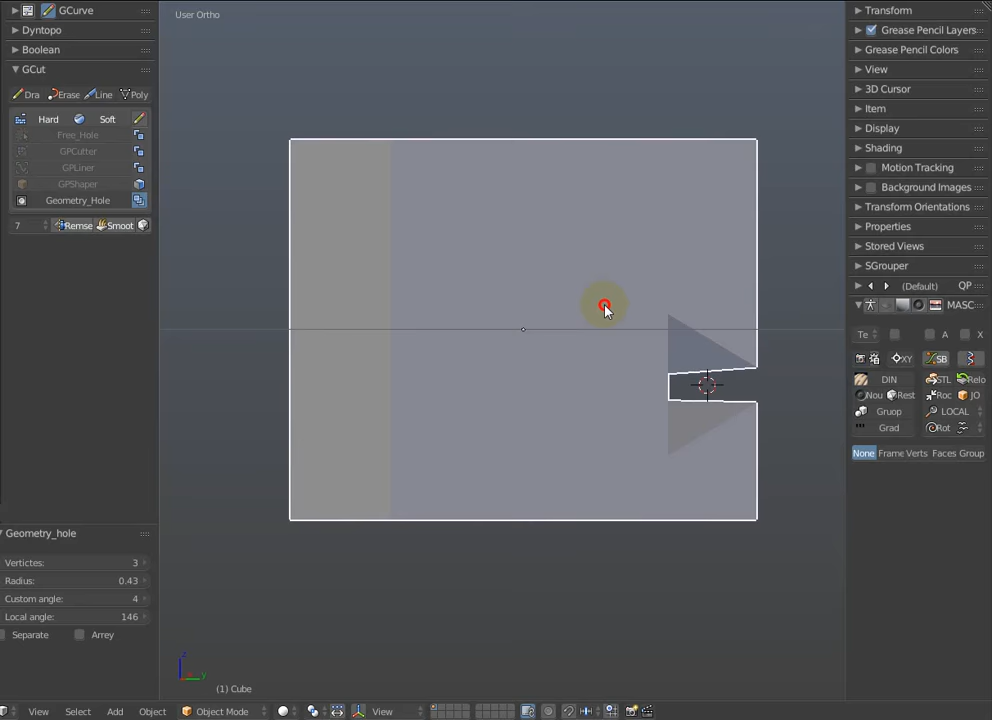 GCurve
Dyntopo
Boolean
GCut
Dra Erase Line Poly
Hard Soft
Free_Hole
GPCutter
GPLiner
GPShaper
Geometry_Hole
7 Remse Smoot
Geometry_hole
Vertictes: 3
Radius: 0.43
Custom angle: 4
Local angle: 146
Separate Arrey
User Ortho
z
y
(1) Cube
View Select Add Object Object Mode View
Transform
Grease Pencil Layers
Grease Pencil Colors
View
3D Cursor
Item
Display
Shading
Motion Tracking
Background Images
Transform Orientations
Properties
Stored Views
SGrouper
(Default) QP
MASC
Te A X
XY SB
DIN STL Relo
Nou Rest Roc JO
Gruop LOCAL
Grad Rot
None Frame Verts Faces Group